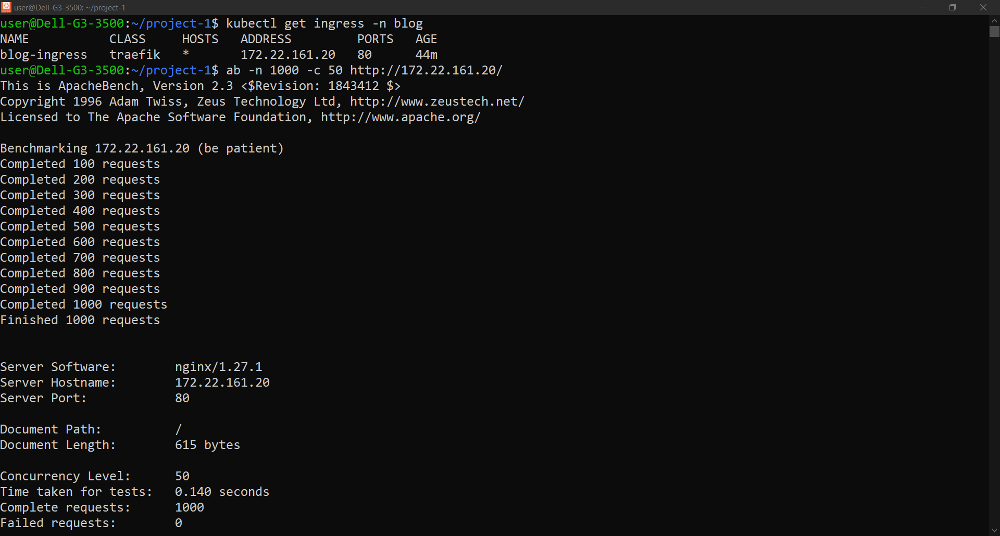 user@Dell-G3-3500: ~/project-1
user@Dell-G3-3500:~/project-1$ kubectl get ingress -n blog
NAME           CLASS     HOSTS   ADDRESS         PORTS   AGE
blog-ingress   traefik   *       172.22.161.20   80      44m
user@Dell-G3-3500:~/project-1$ ab -n 1000 -c 50 http://172.22.161.20/
This is ApacheBench, Version 2.3 <$Revision: 1843412 $>
Copyright 1996 Adam Twiss, Zeus Technology Ltd, http://www.zeustech.net/
Licensed to The Apache Software Foundation, http://www.apache.org/

Benchmarking 172.22.161.20 (be patient)
Completed 100 requests
Completed 200 requests
Completed 300 requests
Completed 400 requests
Completed 500 requests
Completed 600 requests
Completed 700 requests
Completed 800 requests
Completed 900 requests
Completed 1000 requests
Finished 1000 requests

Server Software:        nginx/1.27.1
Server Hostname:        172.22.161.20
Server Port:            80

Document Path:          /
Document Length:        615 bytes

Concurrency Level:      50
Time taken for tests:   0.140 seconds
Complete requests:      1000
Failed requests:        0